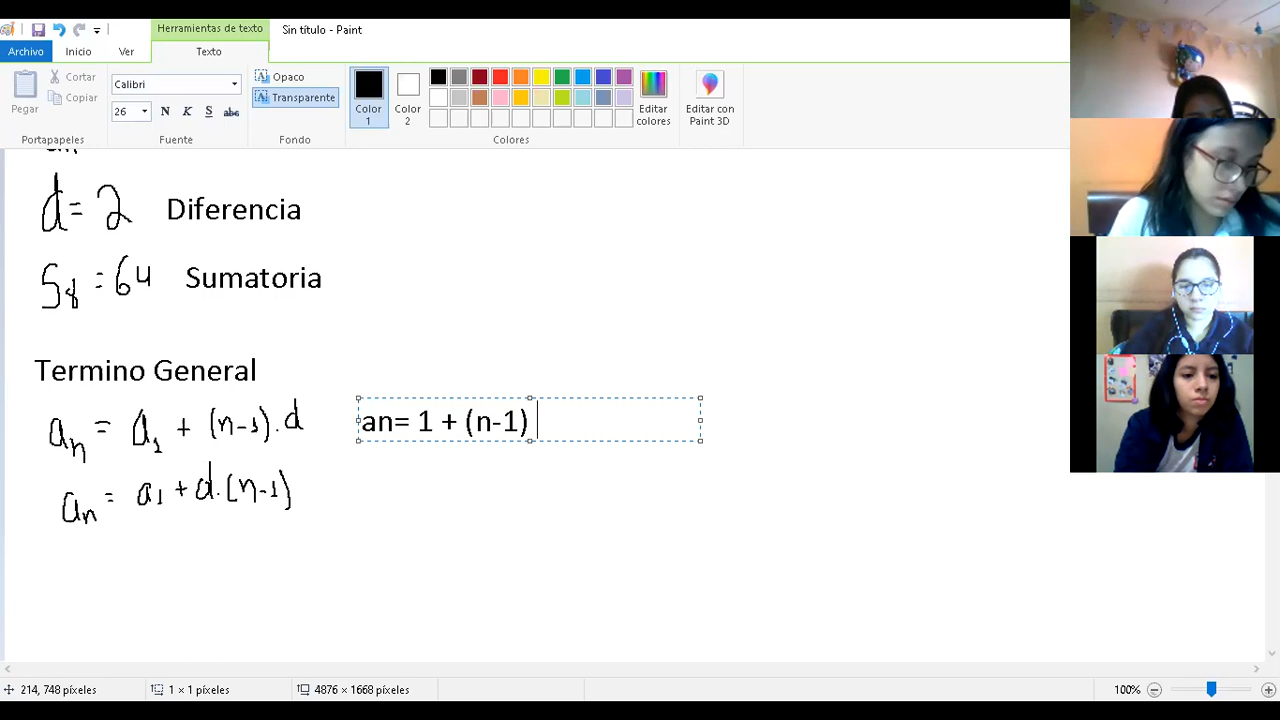 Herramientas de texto Sin título - Paint
Archivo Inicio Ver Texto
Pegar Cortar Copiar
Calibri
26 N K S abc
Opaco
Transparente
Color 1
Color 2
Editar colores
Editar con Paint 3D
Portapapeles Fuente Fondo Colores
d= 2 Diferencia
S8 = 64 Sumatoria
Termino General
an = a1 + (n-1).d an= 1 + (n-1)
an = a1 + d.(n-1)
214, 748 píxeles 1 × 1 píxeles 4876 × 1668 píxeles 100%